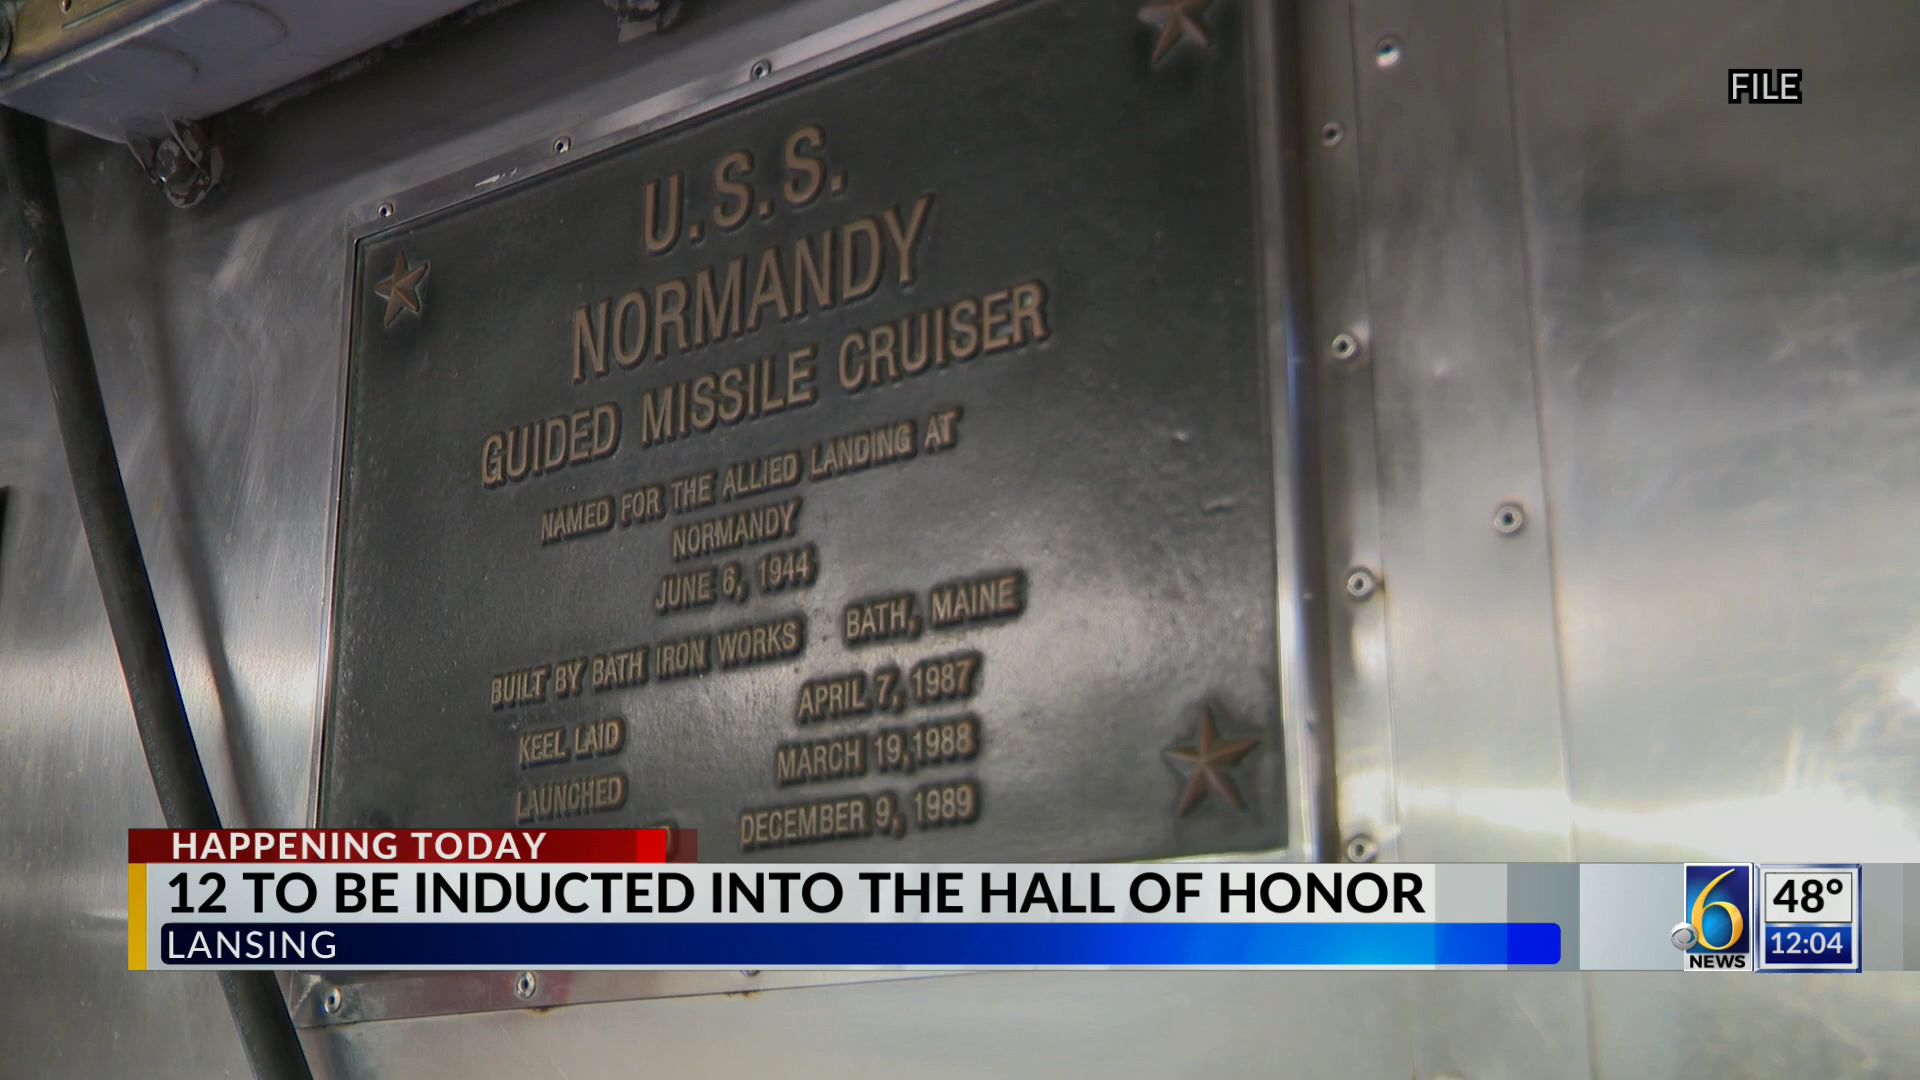 FILE
U.S.S.
NORMANDY
GUIDED MISSILE CRUISER
NAMED FOR THE ALLIED LANDING AT
NORMANDY
JUNE 6, 1944
BUILT BY BATH IRON WORKS BATH, MAINE
KEEL LAID APRIL 7, 1987
LAUNCHED MARCH 19,1988
DECEMBER 9, 1989
HAPPENING TODAY
12 TO BE INDUCTED INTO THE HALL OF HONOR
LANSING
6
NEWS
48°
12:04